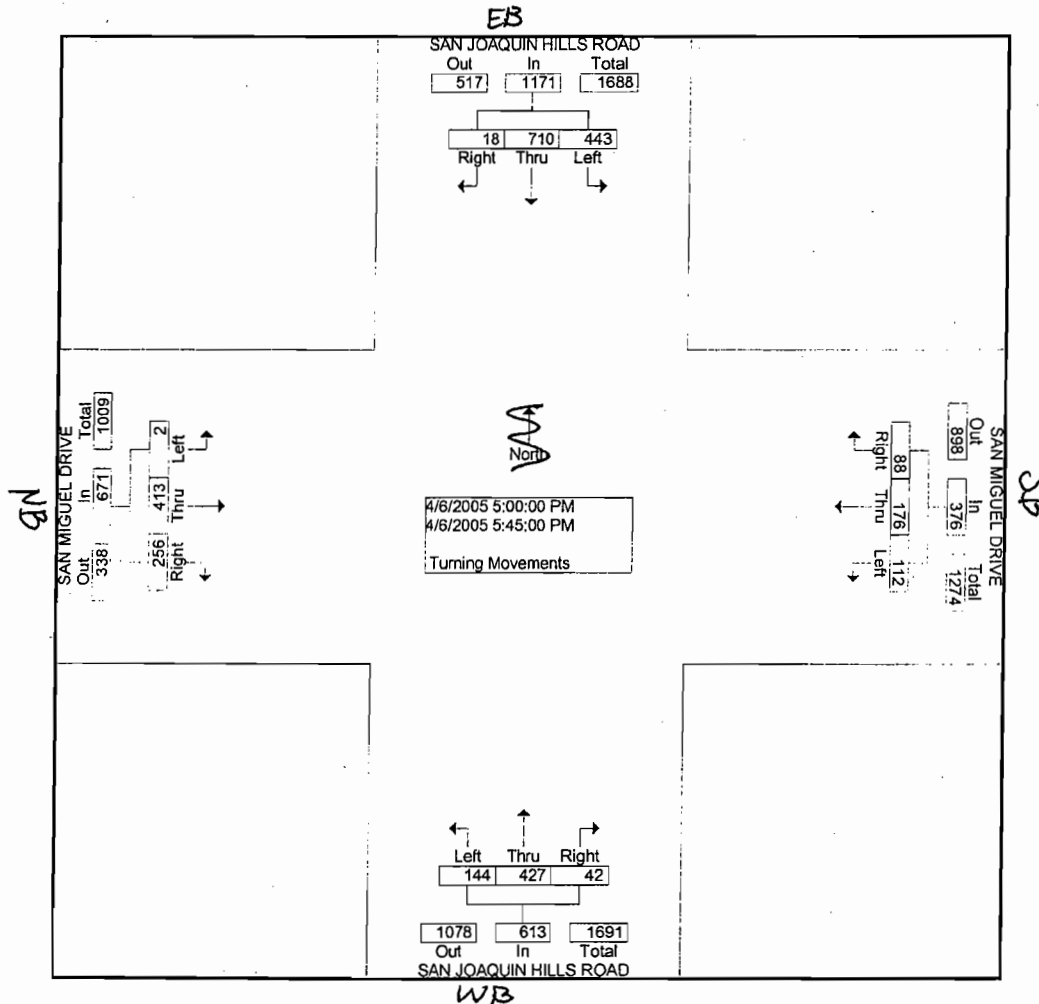 EB
SAN JOAQUIN HILLS ROAD
Out In Total
517 1171 1688
18 710 443
Right Thru Left
SAN MIGUEL DRIVE
Out In Total
338 671 1009
2 413 256
Left Thru Right
NB
North
4/6/2005 5:00:00 PM
4/6/2005 5:45:00 PM
Turning Movements
88 176 112
Right Thru Left
Out In Total
898 376 1274
SAN MIGUEL DRIVE
SB
Left Thru Right
144 427 42
1078 613 1691
Out In Total
SAN JOAQUIN HILLS ROAD
WB